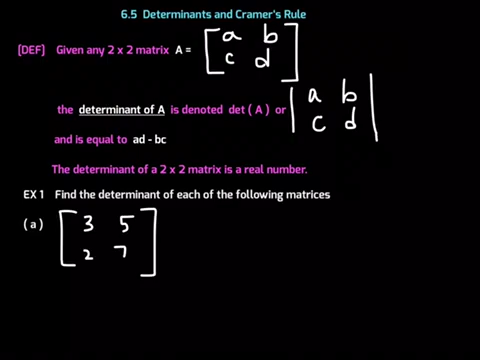 6.5 Determinants and Cramer's Rule
[DEF] Given any 2 x 2 matrix A = [ a b
c d ]
the determinant of A is denoted det ( A ) or | a b
c d |
and is equal to ad - bc
The determinant of a 2 x 2 matrix is a real number.
EX 1 Find the determinant of each of the following matrices
( a ) [ 3 5
2 7 ]